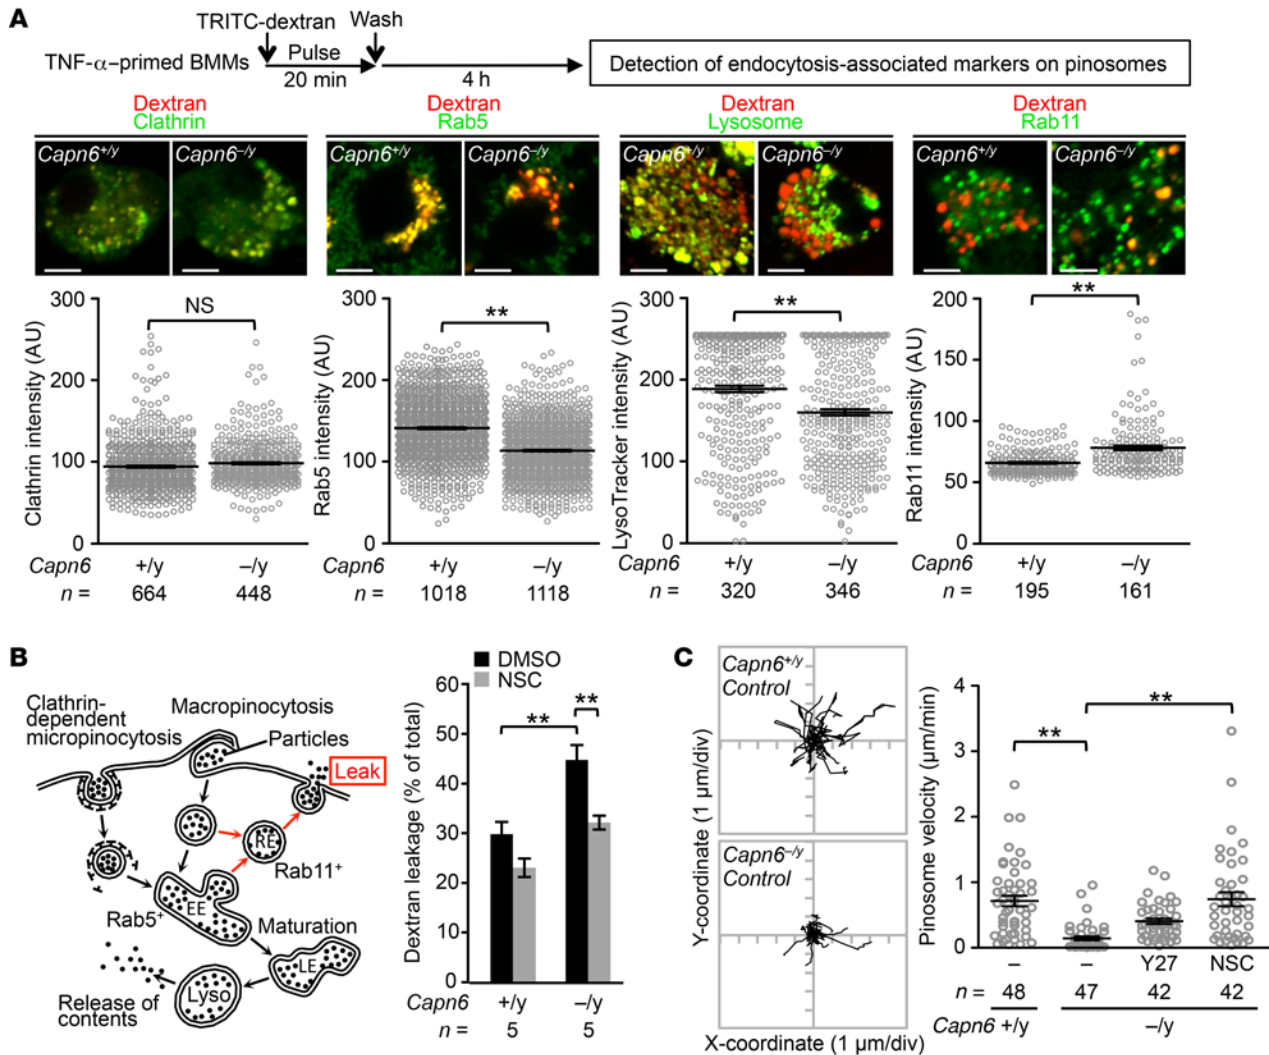 A
TRITC-dextran Wash
TNF-α–primed BMMs Pulse
20 min 4 h
Detection of endocytosis-associated markers on pinosomes
Dextran Dextran Dextran Dextran
Clathrin Rab5 Lysosome Rab11
Capn6+/y Capn6–/y Capn6+/y Capn6–/y Capn6+/y Capn6–/y Capn6+/y Capn6–/y
Clathrin intensity (AU)
300
200
100
0
NS
Capn6 +/y –/y
n = 664 448
Rab5 intensity (AU)
300
200
100
0
**
+/y –/y
1018 1118
LysoTracker intensity (AU)
300
200
100
0
**
Capn6 +/y –/y
n = 320 346
Rab11 intensity (AU)
200
150
100
50
0
**
Capn6 +/y –/y
n = 195 161
B
Clathrin-
dependent
micropinocytosis
Macropinocytosis
Particles
Leak
RE
Rab11+
Rab5+
EE
Maturation
LE
Lyso
Release of
contents
DMSO
NSC
Dextran leakage (% of total)
60
50
40
30
20
10
0
** **
Capn6 +/y –/y
n = 5 5
C
Capn6+/y
Control
Capn6–/y
Control
Y-coordinate (1 µm/div)
X-coordinate (1 µm/div)
Pinosome velocity (µm/min)
4
3
2
1
0
** **
– – Y27 NSC
n = 48 47 42 42
Capn6 +/y –/y